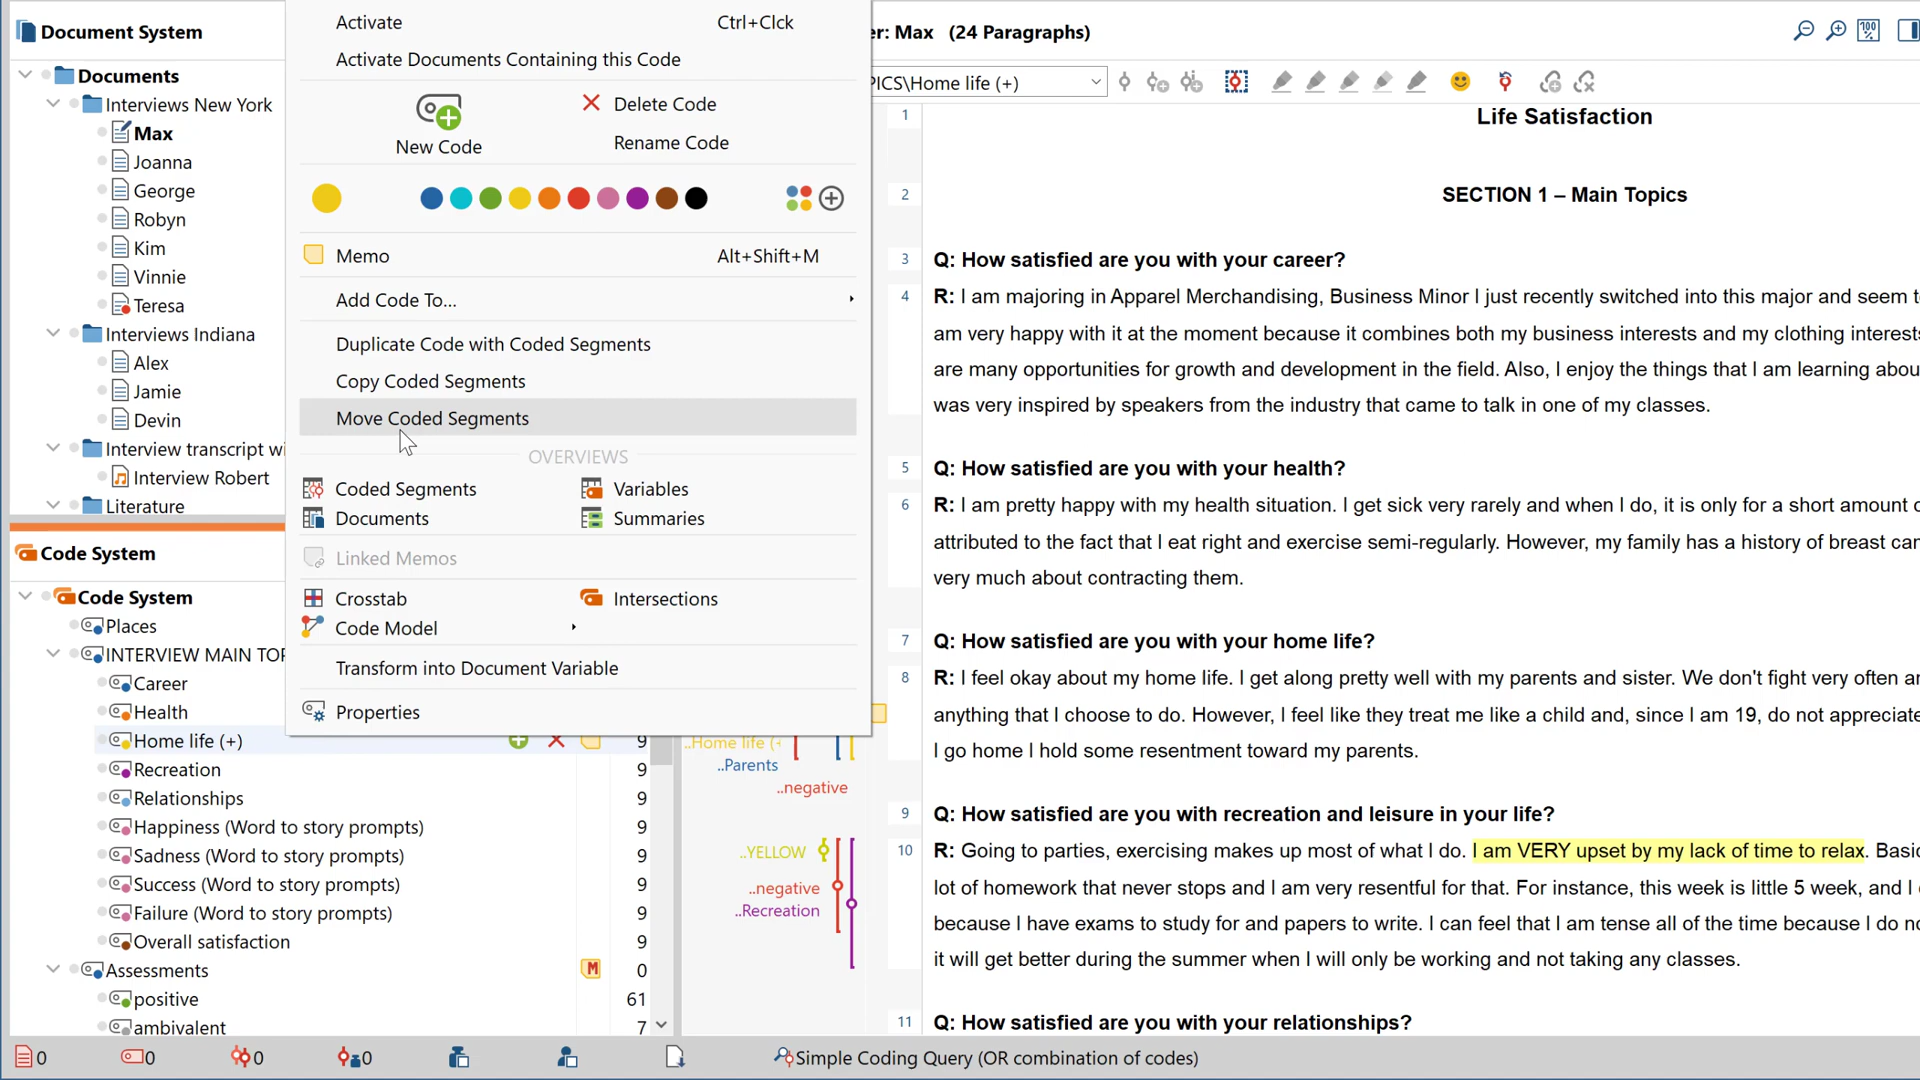 Document System
Documents
Interviews New York
Max
Joanna
George
Robyn
Kim
Vinnie
Teresa
Interviews Indiana
Alex
Jamie
Devin
Interview transcript wi
Interview Robert
Literature
Code System
Code System
Places
INTERVIEW MAIN TOP
Career
Health
Home life (+) 9
Recreation 9
Relationships 9
Happiness (Word to story prompts) 9
Sadness (Word to story prompts) 9
Success (Word to story prompts) 9
Failure (Word to story prompts) 9
Overall satisfaction 9
Assessments M 0
positive 61
ambivalent 7
Activate Ctrl+Clck
Activate Documents Containing this Code
New Code
Delete Code
Rename Code
Memo Alt+Shift+M
Add Code To...
Duplicate Code with Coded Segments
Copy Coded Segments
Move Coded Segments
OVERVIEWS
Coded Segments Variables
Documents Summaries
Linked Memos
Crosstab Intersections
Code Model
Transform into Document Variable
Properties
..Home life (+
..Parents
..negative
..YELLOW
..negative
..Recreation
er: Max (24 Paragraphs)
100 %
PICS\Home life (+)
1 Life Satisfaction
2 SECTION 1 – Main Topics
3 Q: How satisfied are you with your career?
4 R: I am majoring in Apparel Merchandising, Business Minor I just recently switched into this major and seem t
am very happy with it at the moment because it combines both my business interests and my clothing interests
are many opportunities for growth and development in the field. Also, I enjoy the things that I am learning abou
was very inspired by speakers from the industry that came to talk in one of my classes.
5 Q: How satisfied are you with your health?
6 R: I am pretty happy with my health situation. I get sick very rarely and when I do, it is only for a short amount o
attributed to the fact that I eat right and exercise semi-regularly. However, my family has a history of breast can
very much about contracting them.
7 Q: How satisfied are you with your home life?
8 R: I feel okay about my home life. I get along pretty well with my parents and sister. We don't fight very often an
anything that I choose to do. However, I feel like they treat me like a child and, since I am 19, do not appreciate
I go home I hold some resentment toward my parents.
9 Q: How satisfied are you with recreation and leisure in your life?
10 R: Going to parties, exercising makes up most of what I do. I am VERY upset by my lack of time to relax. Basic
lot of homework that never stops and I am very resentful for that. For instance, this week is little 5 week, and I
because I have exams to study for and papers to write. I can feel that I am tense all of the time because I do no
it will get better during the summer when I will only be working and not taking any classes.
11 Q: How satisfied are you with your relationships?
0 0 0 0 Simple Coding Query (OR combination of codes)